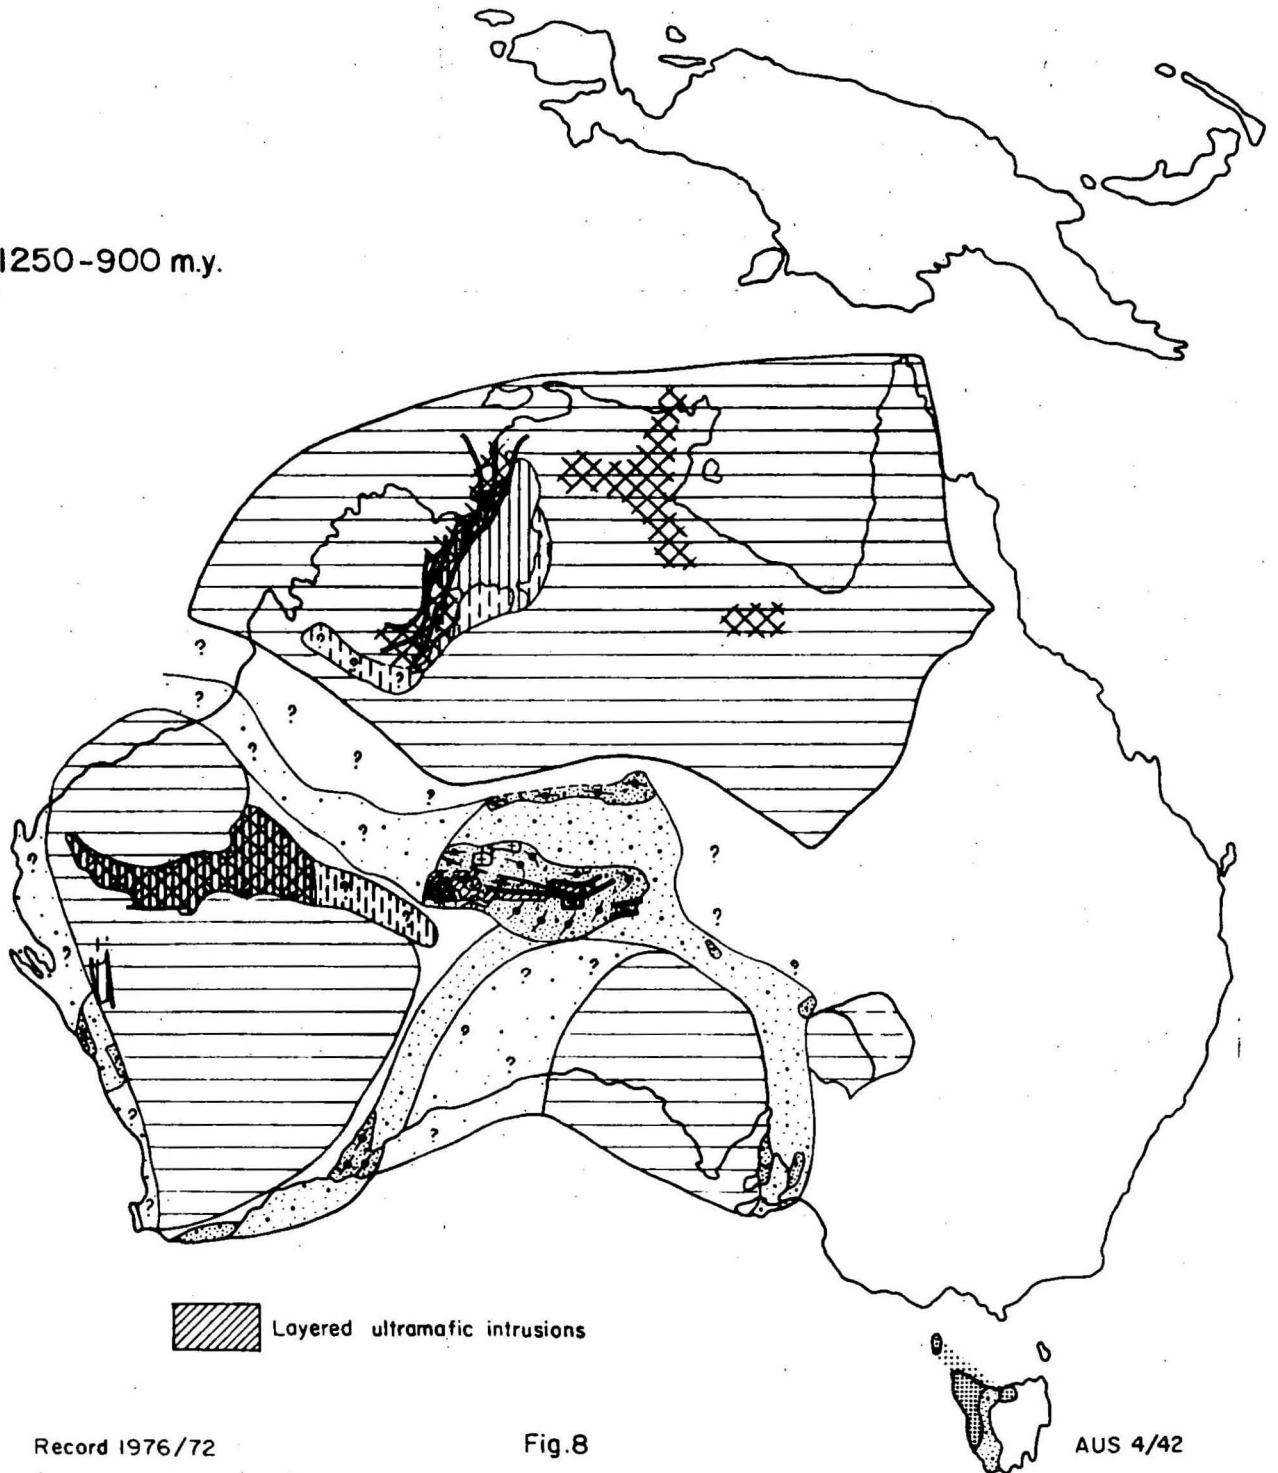 1250-900 m.y.
Layered ultramafic intrusions
Record 1976/72
Fig.8
AUS 4/42